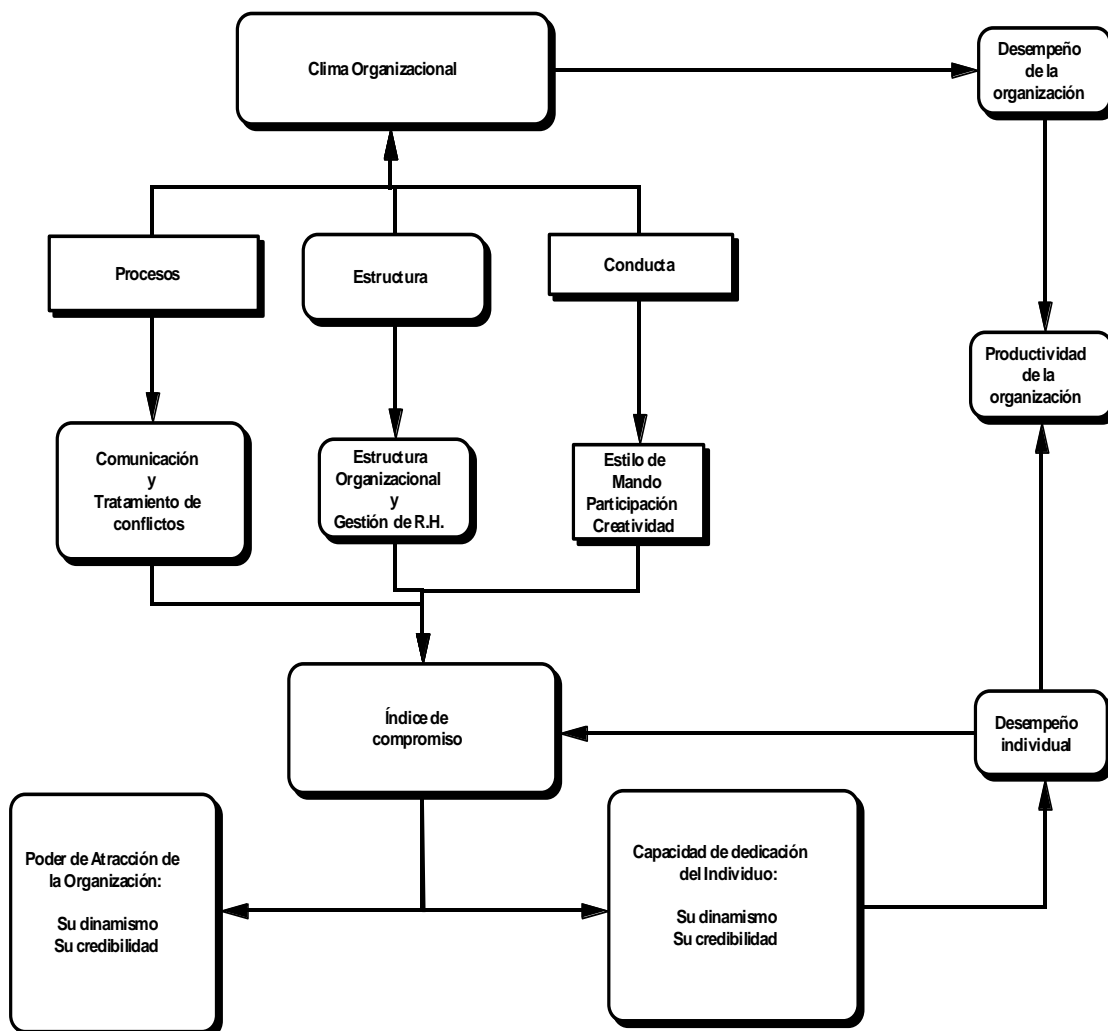 Clima Organizacional
Desempeño
de la
organización
Procesos
Estructura
Conducta
Productividad
de la
organización
Comunicación
y
Tratamiento de
conflictos
Estructura
Organizacional
y
Gestión de R.H.
Estilo de
Mando
Participación
Creatividad
Índice de
compromiso
Desempeño
individual
Poder de Atracción de
la Organización:
Su dinamismo
Su credibilidad
Capacidad de dedicación
del Individuo:
Su dinamismo
Su credibilidad